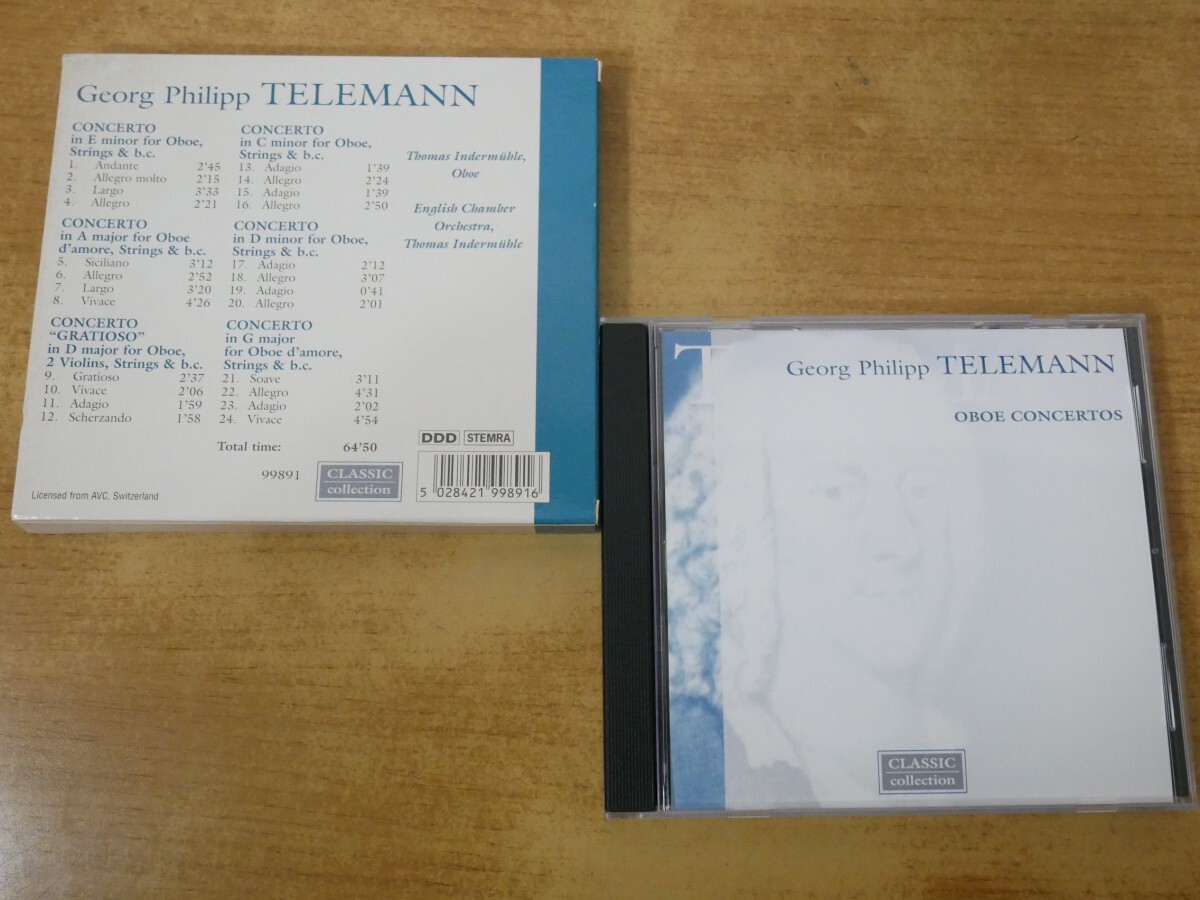 Georg Philipp TELEMANN
CONCERTO
in E minor for Oboe,
Strings & b.c.
1. Andante 2'45
2. Allegro molto 2'15
3. Largo 3'33
4. Allegro 2'21
CONCERTO
in A major for Oboe
d'amore, Strings & b.c.
5. Siciliano 3'12
6. Allegro 2'52
7. Largo 3'20
8. Vivace 4'26
CONCERTO
"GRATIOSO"
in D major for Oboe,
2 Violins, Strings & b.c.
9. Gratioso 2'37
10. Vivace 2'06
11. Adagio 1'59
12. Scherzando 1'58
CONCERTO
in C minor for Oboe,
Strings & b.c.
13. Adagio 1'39
14. Allegro 2'24
15. Adagio 1'39
16. Allegro 2'50
CONCERTO
in D minor for Oboe,
Strings & b.c.
17. Adagio 2'12
18. Allegro 3'07
19. Adagio 0'41
20. Allegro 2'01
CONCERTO
in G major
for Oboe d'amore,
Strings & b.c.
21. Soave 3'11
22. Allegro 4'31
23. Adagio 2'02
24. Vivace 4'54
Total time: 64'50
Thomas Indermühle,
Oboe
English Chamber
Orchestra,
Thomas Indermühle
DDD STEMRA
99891
CLASSIC
collection
5 028421 998916
Licensed from AVC, Switzerland
Georg Philipp TELEMANN
OBOE CONCERTOS
CLASSIC
collection